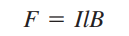 F = IlB